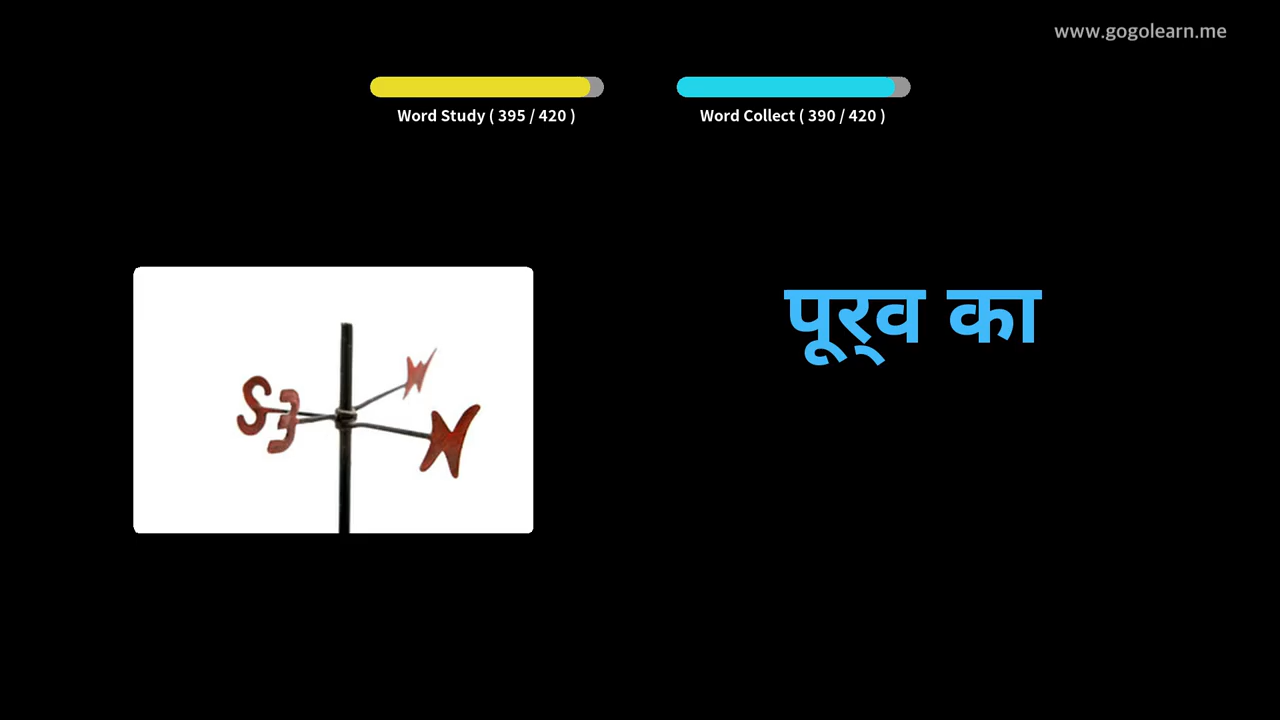 www.gogolearn.me
Word Study ( 395 / 420 )
Word Collect ( 390 / 420 )
पूर्व का
S
E
W
N